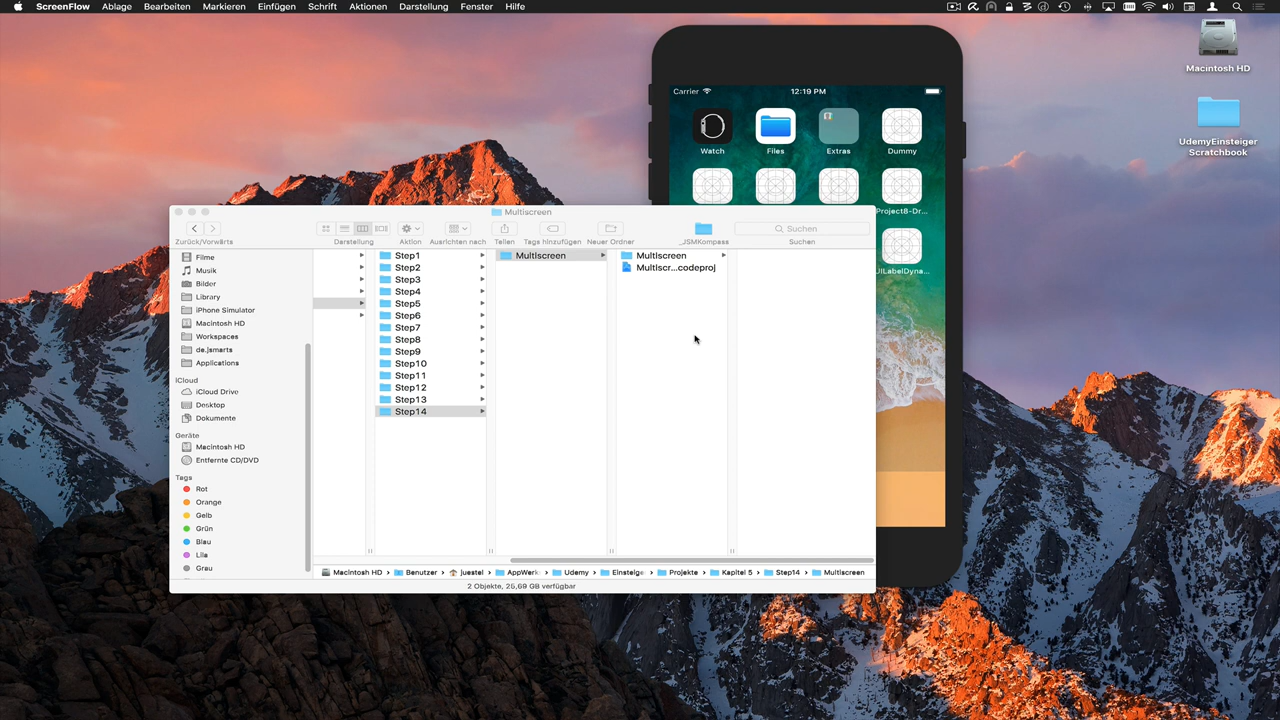 ScreenFlow Ablage Bearbeiten Markieren Einfügen Schrift Aktionen Darstellung Fenster Hilfe
Macintosh HD
UdemyEinsteiger
Scratchbook
Carrier 12:19 PM
Watch Files Extras Dummy
Project8-Dr...
UILabelDyna...
Multiscreen
Zurück/Vorwärts Darstellung Aktion Ausrichten nach Teilen Tags hinzufügen Neuer Ordner _JSMKompass Suchen
Suchen
Filme
Musik
Bilder
Library
iPhone Simulator
Macintosh HD
Workspaces
de.jsmarts
Applications
iCloud
iCloud Drive
Desktop
Dokumente
Geräte
Macintosh HD
Entfernte CD/DVD
Tags
Rot
Orange
Gelb
Grün
Blau
Lila
Grau
Step1
Step2
Step3
Step4
Step5
Step6
Step7
Step8
Step9
Step10
Step11
Step12
Step13
Step14
Multiscreen
Multiscreen
Multiscr...codeproj
Macintosh HD Benutzer juestel AppWerk Udemy Einsteige Projekte Kapitel 5 Step14 Multiscreen
2 Objekte, 25,69 GB verfügbar